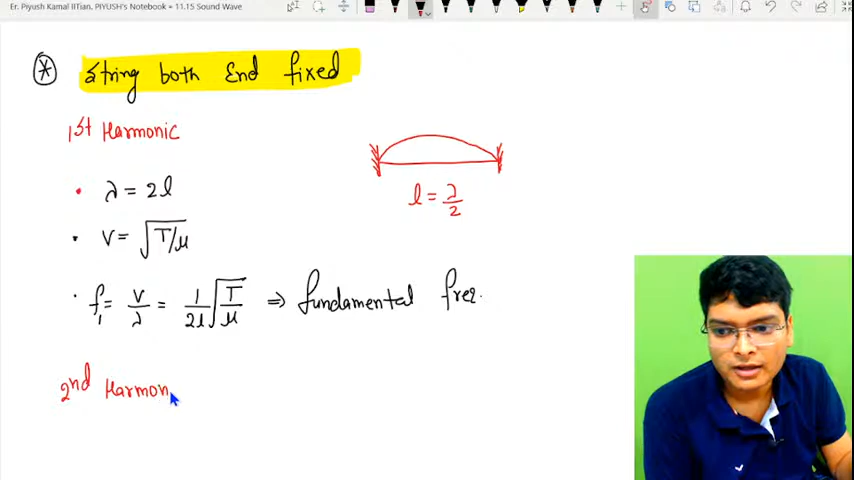 Er. Piyush Kamal IITian. PIYUSH's Notebook » 11.15 Sound Wave
* String both End fixed
1st Harmonic
• λ = 2l
l = λ/2
• V = √T/μ
• f₁ = V/λ = 1/2l √T/μ ⇒ fundamental freq.
2nd Harmon